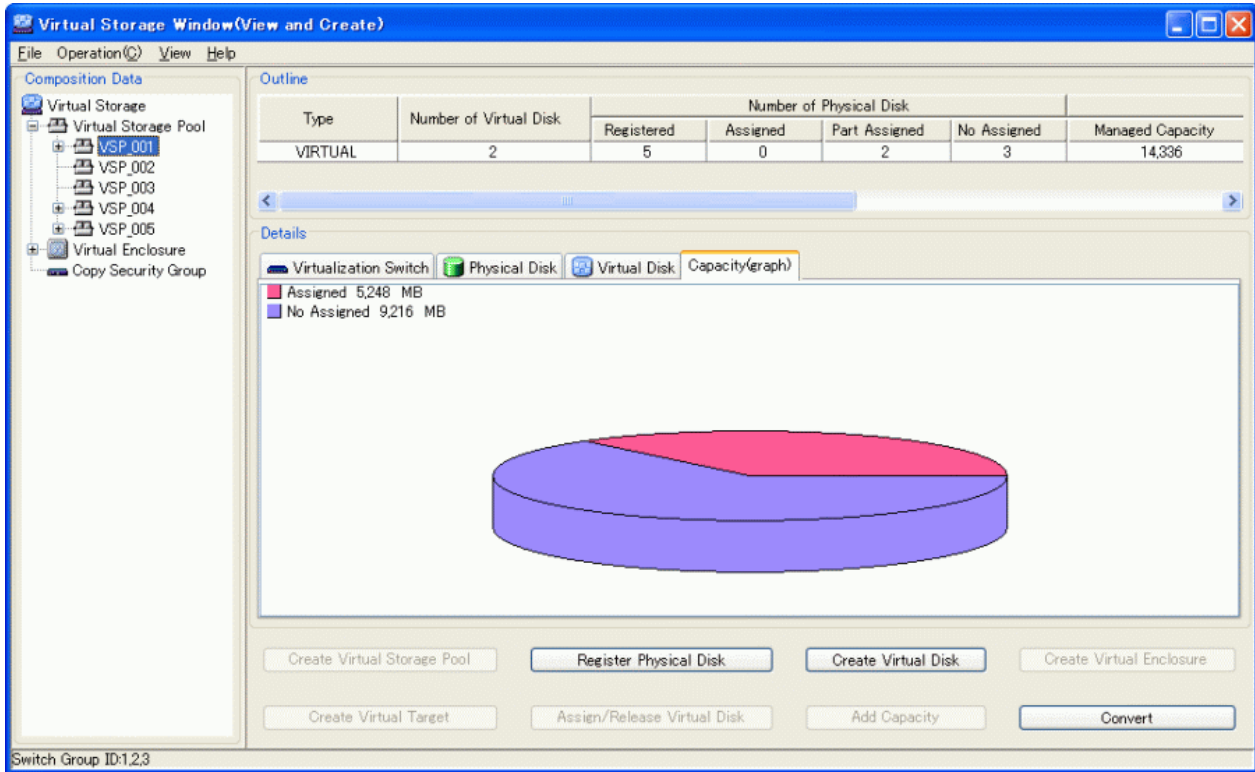 Virtual Storage Window(View and Create)
File Operation(C) View Help
Composition Data
Virtual Storage
Virtual Storage Pool
VSP_001
VSP_002
VSP_003
VSP_004
VSP_005
Virtual Enclosure
Copy Security Group
Outline
Type Number of Virtual Disk Number of Physical Disk
Registered Assigned Part Assigned No Assigned Managed Capacity
VIRTUAL 2 5 0 2 3 14,336
Details
Virtualization Switch Physical Disk Virtual Disk Capacity(graph)
Assigned 5,248 MB
No Assigned 9,216 MB
Create Virtual Storage Pool Register Physical Disk Create Virtual Disk Create Virtual Enclosure
Create Virtual Target Assign/Release Virtual Disk Add Capacity Convert
Switch Group ID:1,2,3